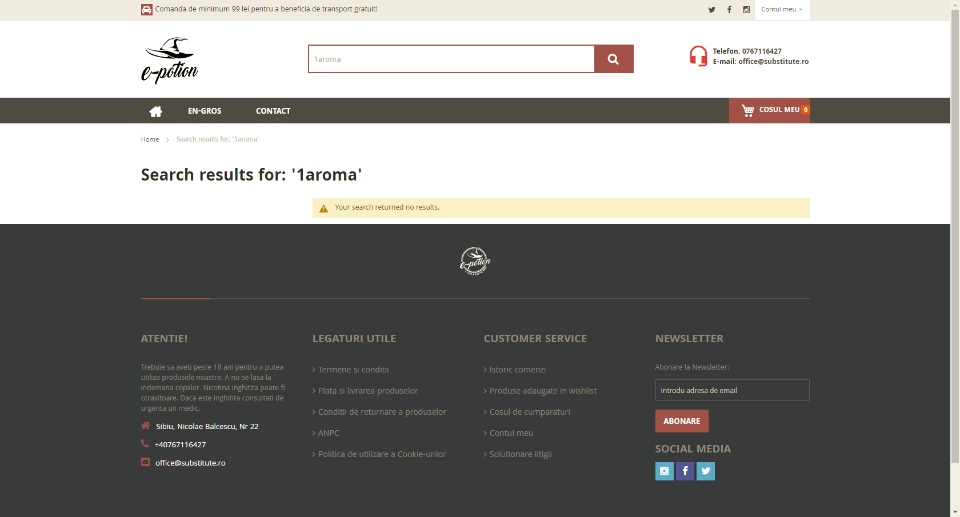 Comanda de minimum 99 lei pentru a beneficia de transport gratuit!
Contul meu
e-potion
1aroma
Telefon: 0767116427
E-mail: office@substitute.ro
EN-GROS
CONTACT
COSUL MEU 0
Home > Search results for: '1aroma'
Search results for: '1aroma'
Your search returned no results.
e-potion
ATENTIE!
Trebuie sa aveti peste 18 ani pentru a putea
utiliza produsele noastre. A nu se lasa la
indemana copiilor. Nicotina inghitita poate fi
otravitoare. Daca este inghitita consultati de
urgenta un medic.
Sibiu, Nicolae Balcescu, Nr 22
+40767116427
office@substitute.ro
LEGATURI UTILE
Termene si conditii
Plata si livrarea produselor
Conditii de returnare a produselor
ANPC
Politica de utilizare a Cookie-urilor
CUSTOMER SERVICE
Istoric comenzi
Produse adaugate in wishlist
Cosul de cumparaturi
Contul meu
Solutionare litigii
NEWSLETTER
Abonare la Newsletter:
Introdu adresa de email
ABONARE
SOCIAL MEDIA